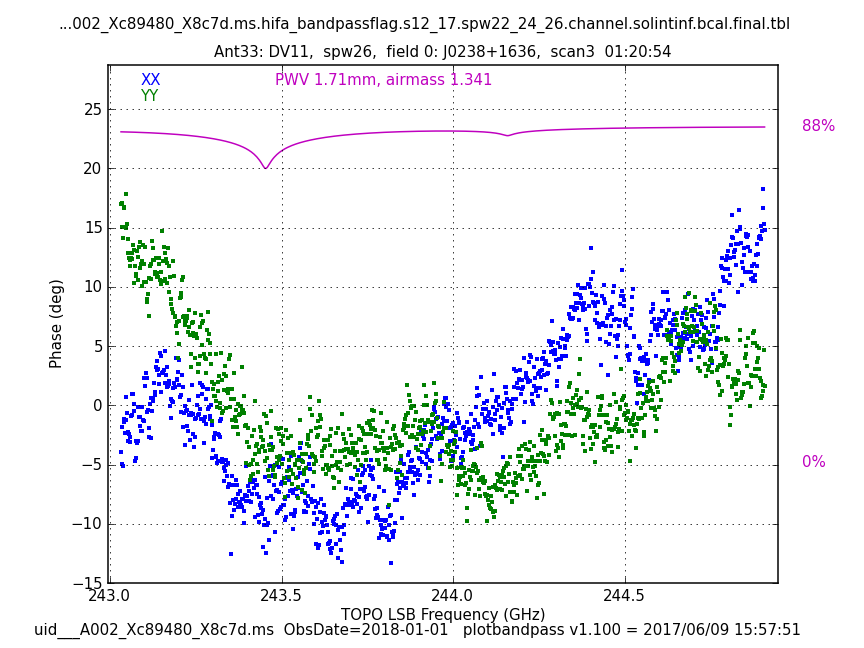 ...002_Xc89480_X8c7d.ms.hifa_bandpassflag.s12_17.spw22_24_26.channel.solintinf.bcal.final.tbl
Ant33: DV11,  spw26,  field 0: J0238+1636,  scan3  01:20:54
XX
PWV 1.71mm, airmass 1.341
YY
25
88%
20
15
10
5
0
−5
0%
−10
−15
Phase (deg)
243.0 243.5 244.0 244.5
TOPO LSB Frequency (GHz)
uid___A002_Xc89480_X8c7d.ms  ObsDate=2018-01-01   plotbandpass v1.100 = 2017/06/09 15:57:51